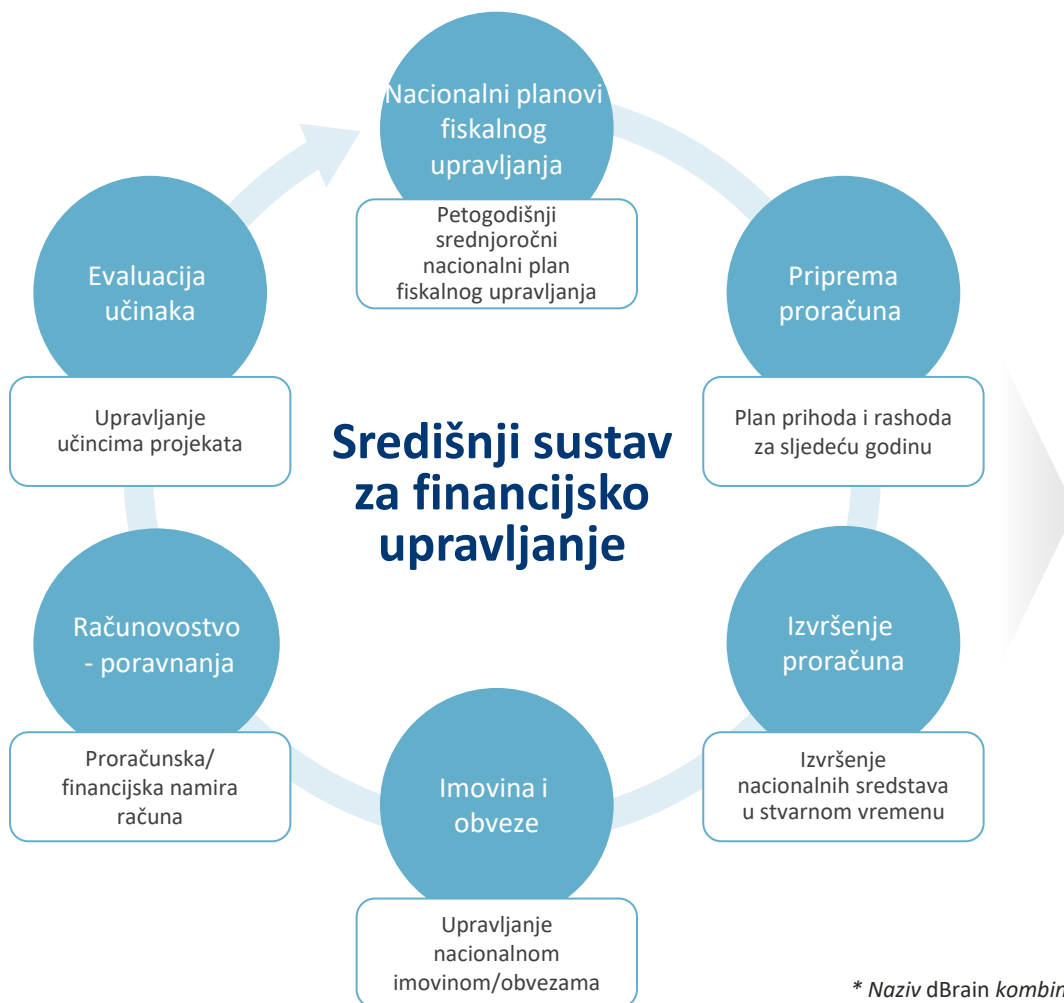 Nacionalni planovi
fiskalnog
upravljanja
Petogodišnji
srednjoročni
nacionalni plan
fiskalnog upravljanja
Priprema
proračuna
Plan prihoda i rashoda
za sljedeću godinu
Izvršenje
proračuna
Izvršenje
nacionalnih sredstava
u stvarnom vremenu
Imovina i
obveze
Upravljanje
nacionalnom
imovinom/obvezama
Računovostvo
- poravnanja
Proračunska/
financijska namira
računa
Evaluacija
učinaka
Upravljanje
učincima projekata
Središnji sustav
za financijsko
upravljanje
* Naziv dBrain